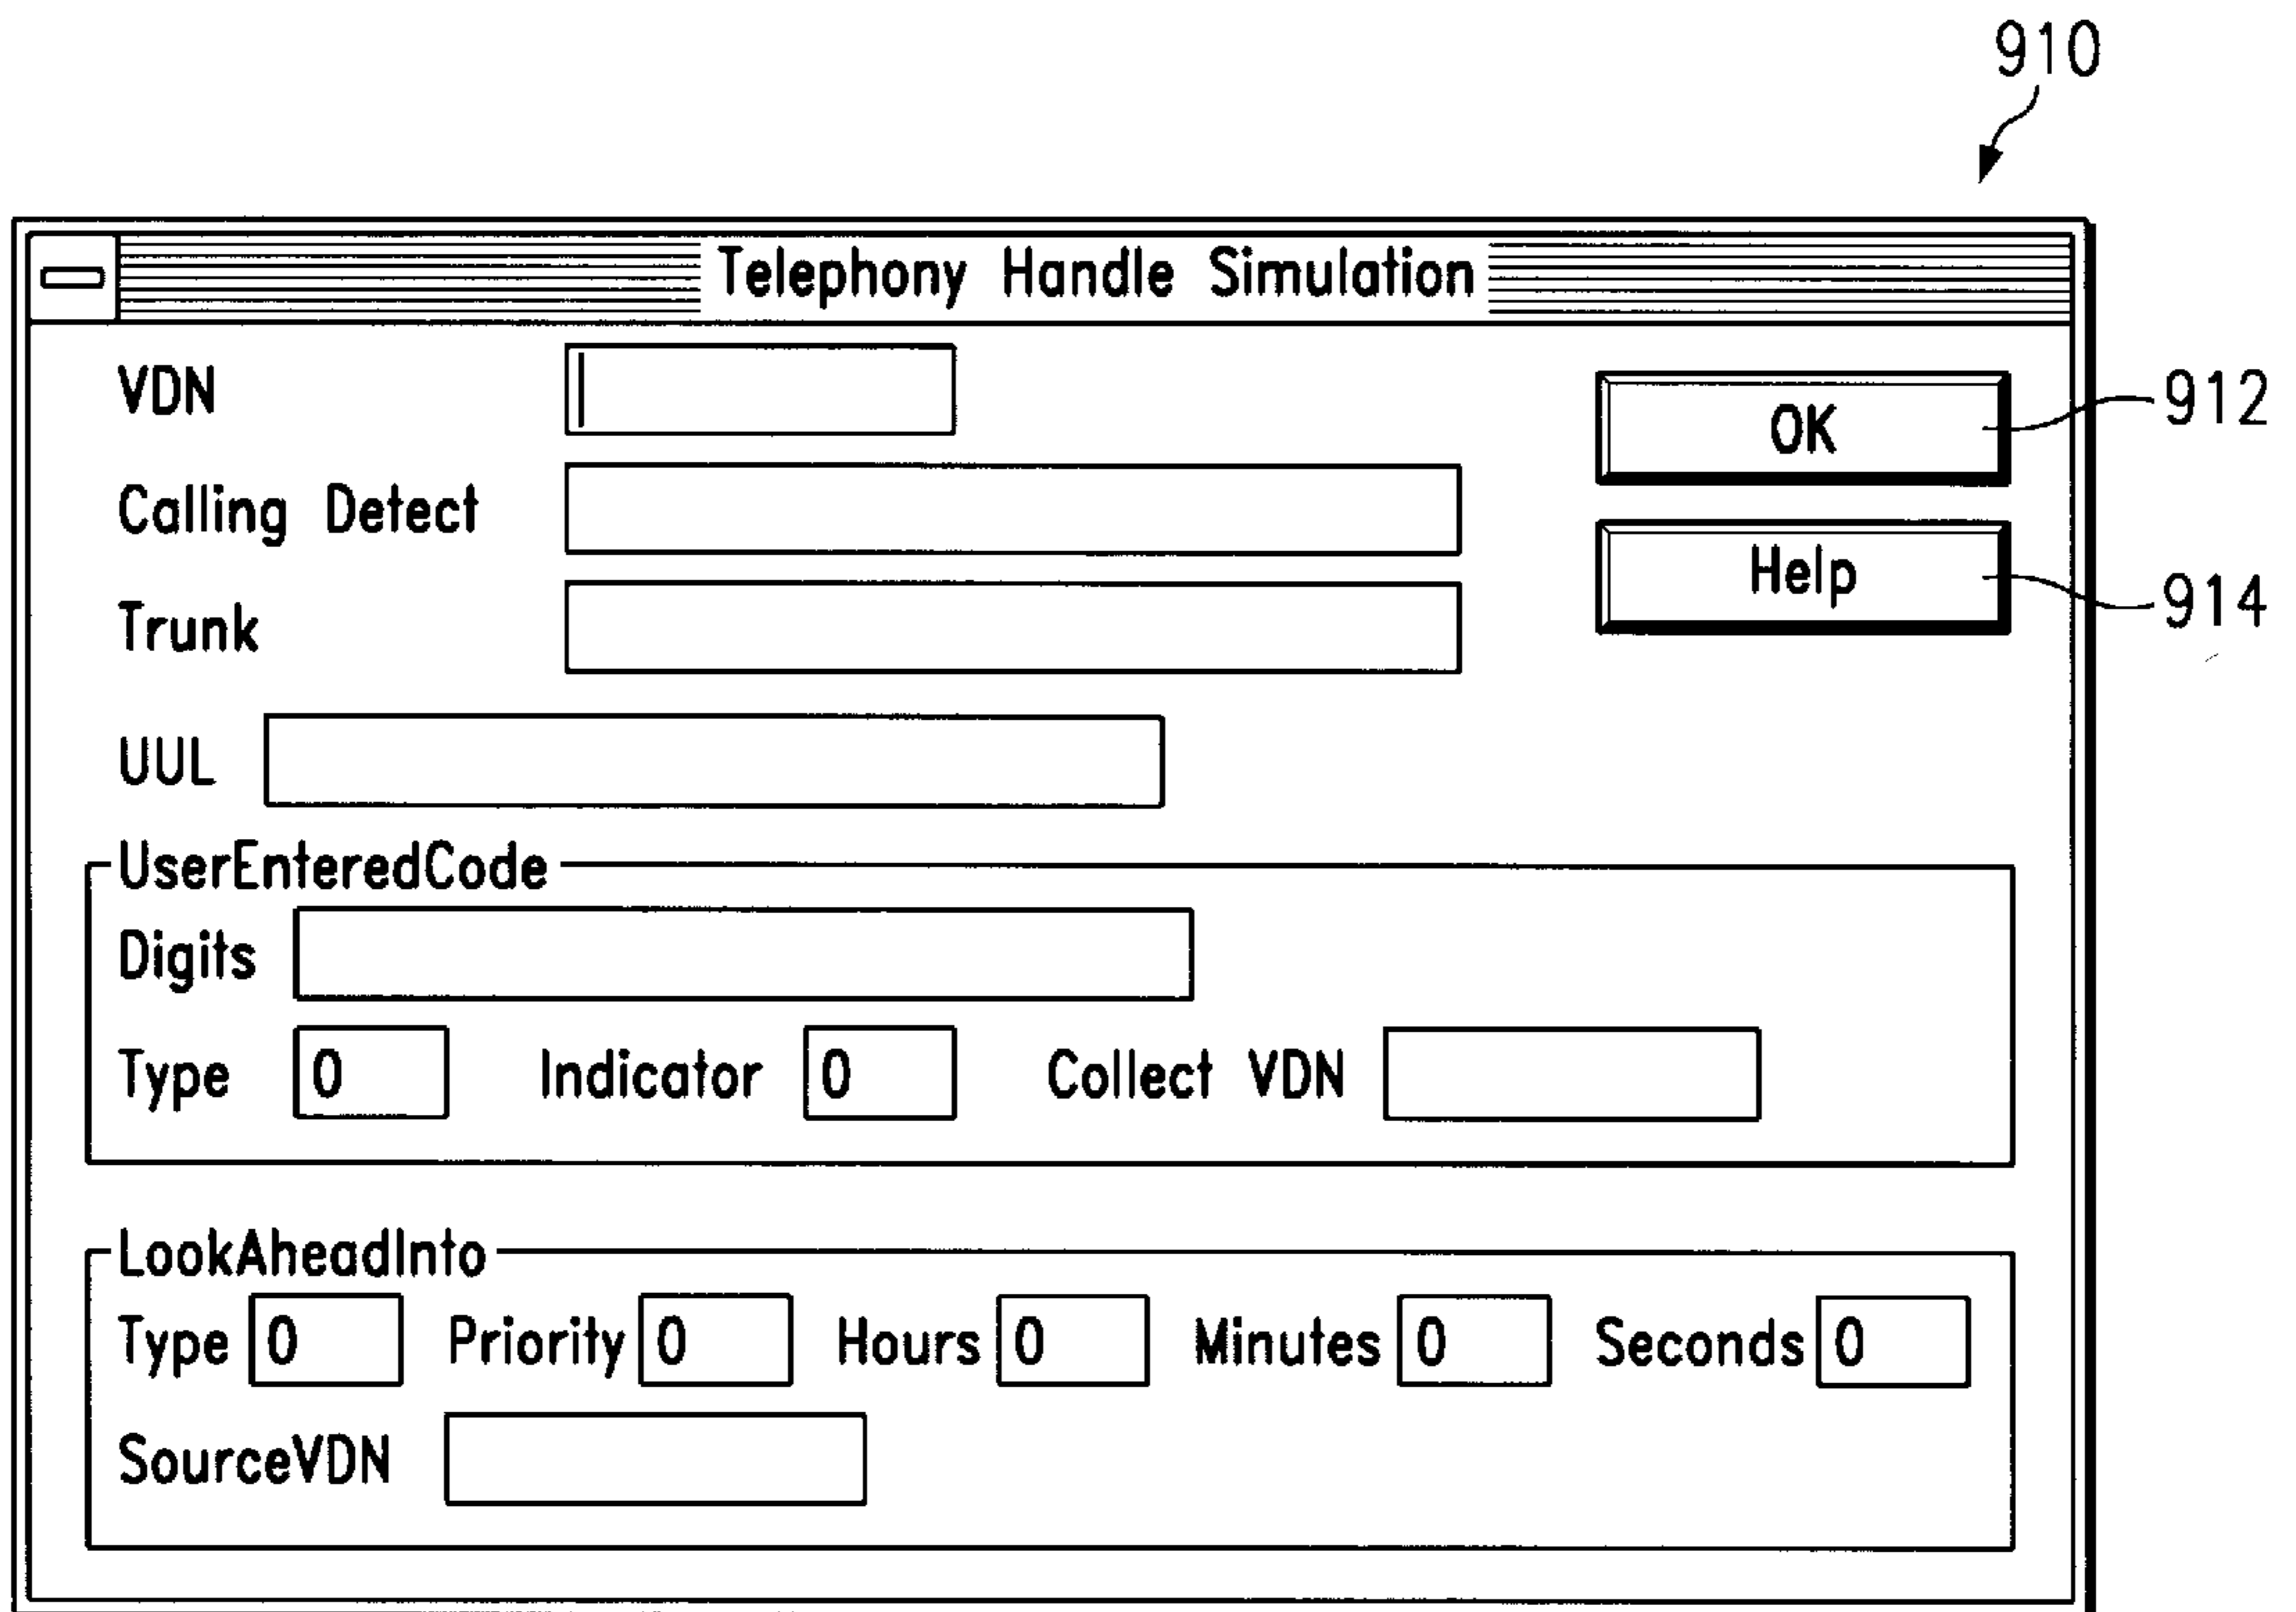 910
Telephony Handle Simulation
VDN
OK
912
Calling Detect
Help
914
Trunk
UUL
UserEnteredCode
Digits
Type 0 Indicator 0 Collect VDN
LookAheadInto
Type 0 Priority 0 Hours 0 Minutes 0 Seconds 0
SourceVDN